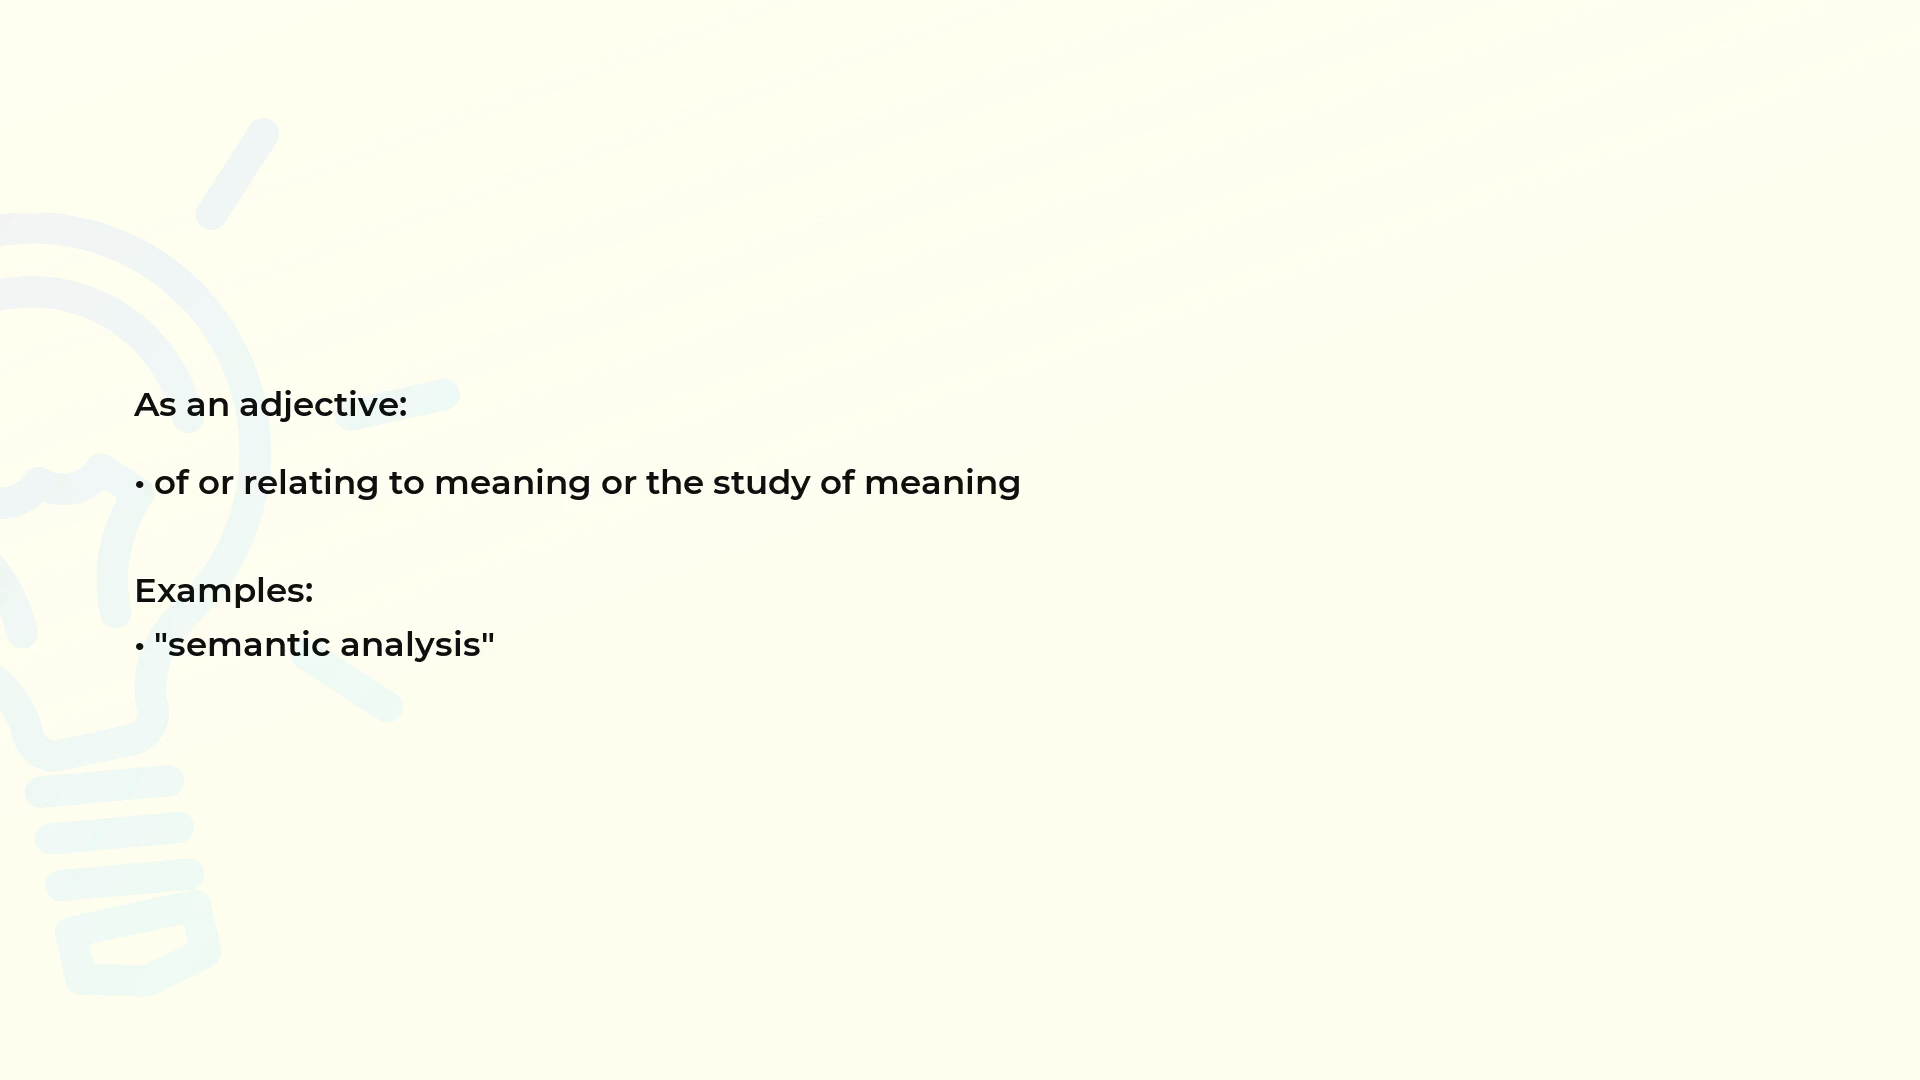 As an adjective:
• of or relating to meaning or the study of meaning
Examples:
• "semantic analysis"